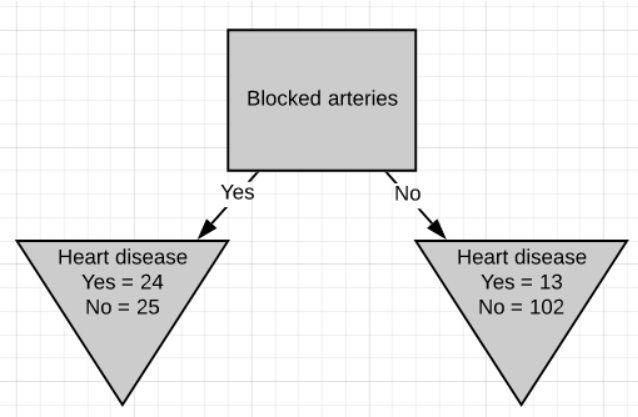 Blocked arteries
Yes
No
Heart disease
Yes = 24
No = 25
Heart disease
Yes = 13
No = 102